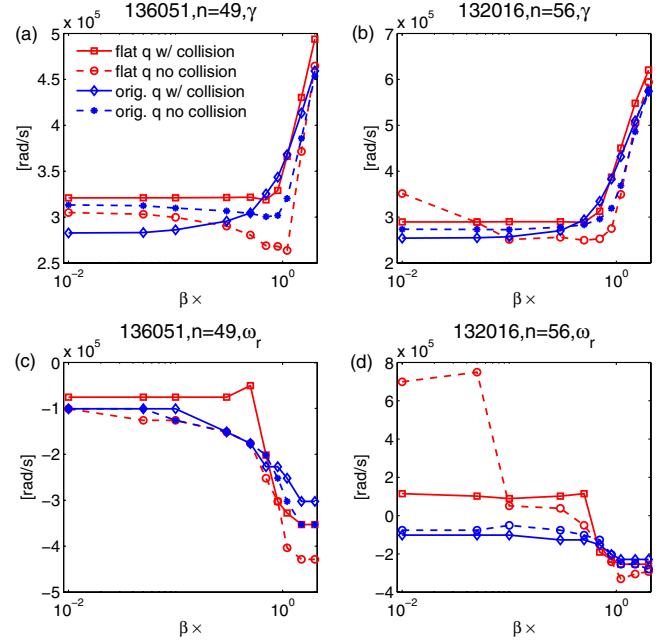 136051,n=49,γ
(a)
x 10^5
5
4.5
4
3.5
3
2.5
[rad/s]
flat q w/ collision
flat q no collision
orig. q w/ collision
orig. q no collision
10^-2
10^0
β ×
132016,n=56,γ
(b)
x 10^5
7
6
5
4
3
2
[rad/s]
10^-2
10^0
β ×
136051,n=49,ω_r
(c)
x 10^5
0
−1
−2
−3
−4
−5
[rad/s]
10^-2
10^0
β ×
132016,n=56,ω_r
(d)
x 10^5
8
6
4
2
0
−2
−4
[rad/s]
10^-2
10^0
β ×